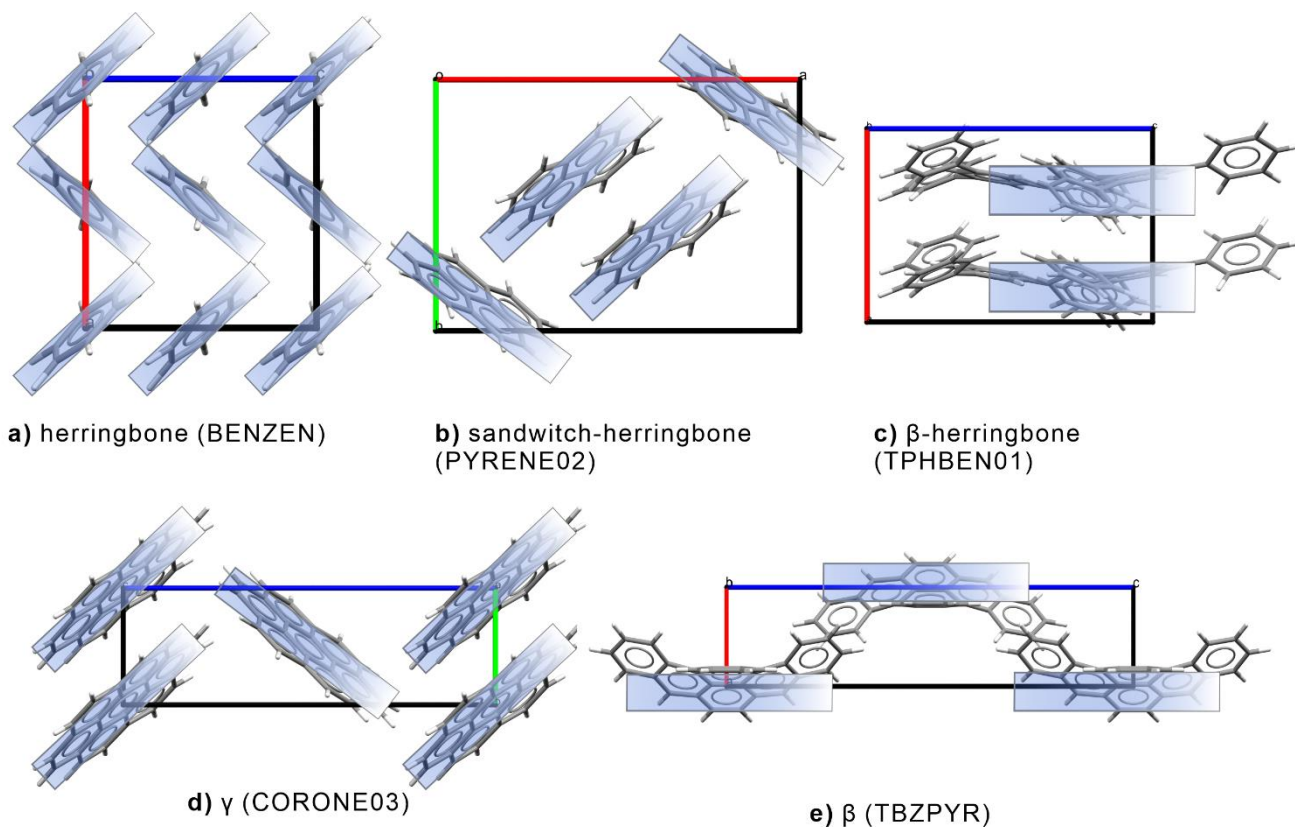 o
a
b
c
a) herringbone (BENZEN)
b) sandwitch-herringbone
(PYRENE02)
c) β-herringbone
(TPHBEN01)
b
c
d) γ (CORONE03)
e) β (TBZPYR)